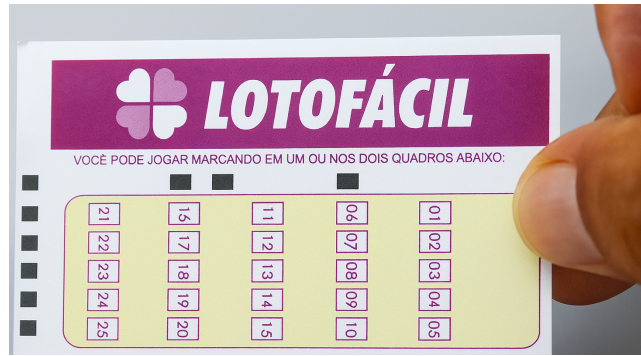 LOTOFÁCIL
VOCÊ PODE JOGAR MARCANDO EM UM OU NOS DOIS QUADROS ABAIXO:
21 16 11 06 01
22 17 12 07 02
23 18 13 08 03
24 19 14 09 04
25 20 15 10 05